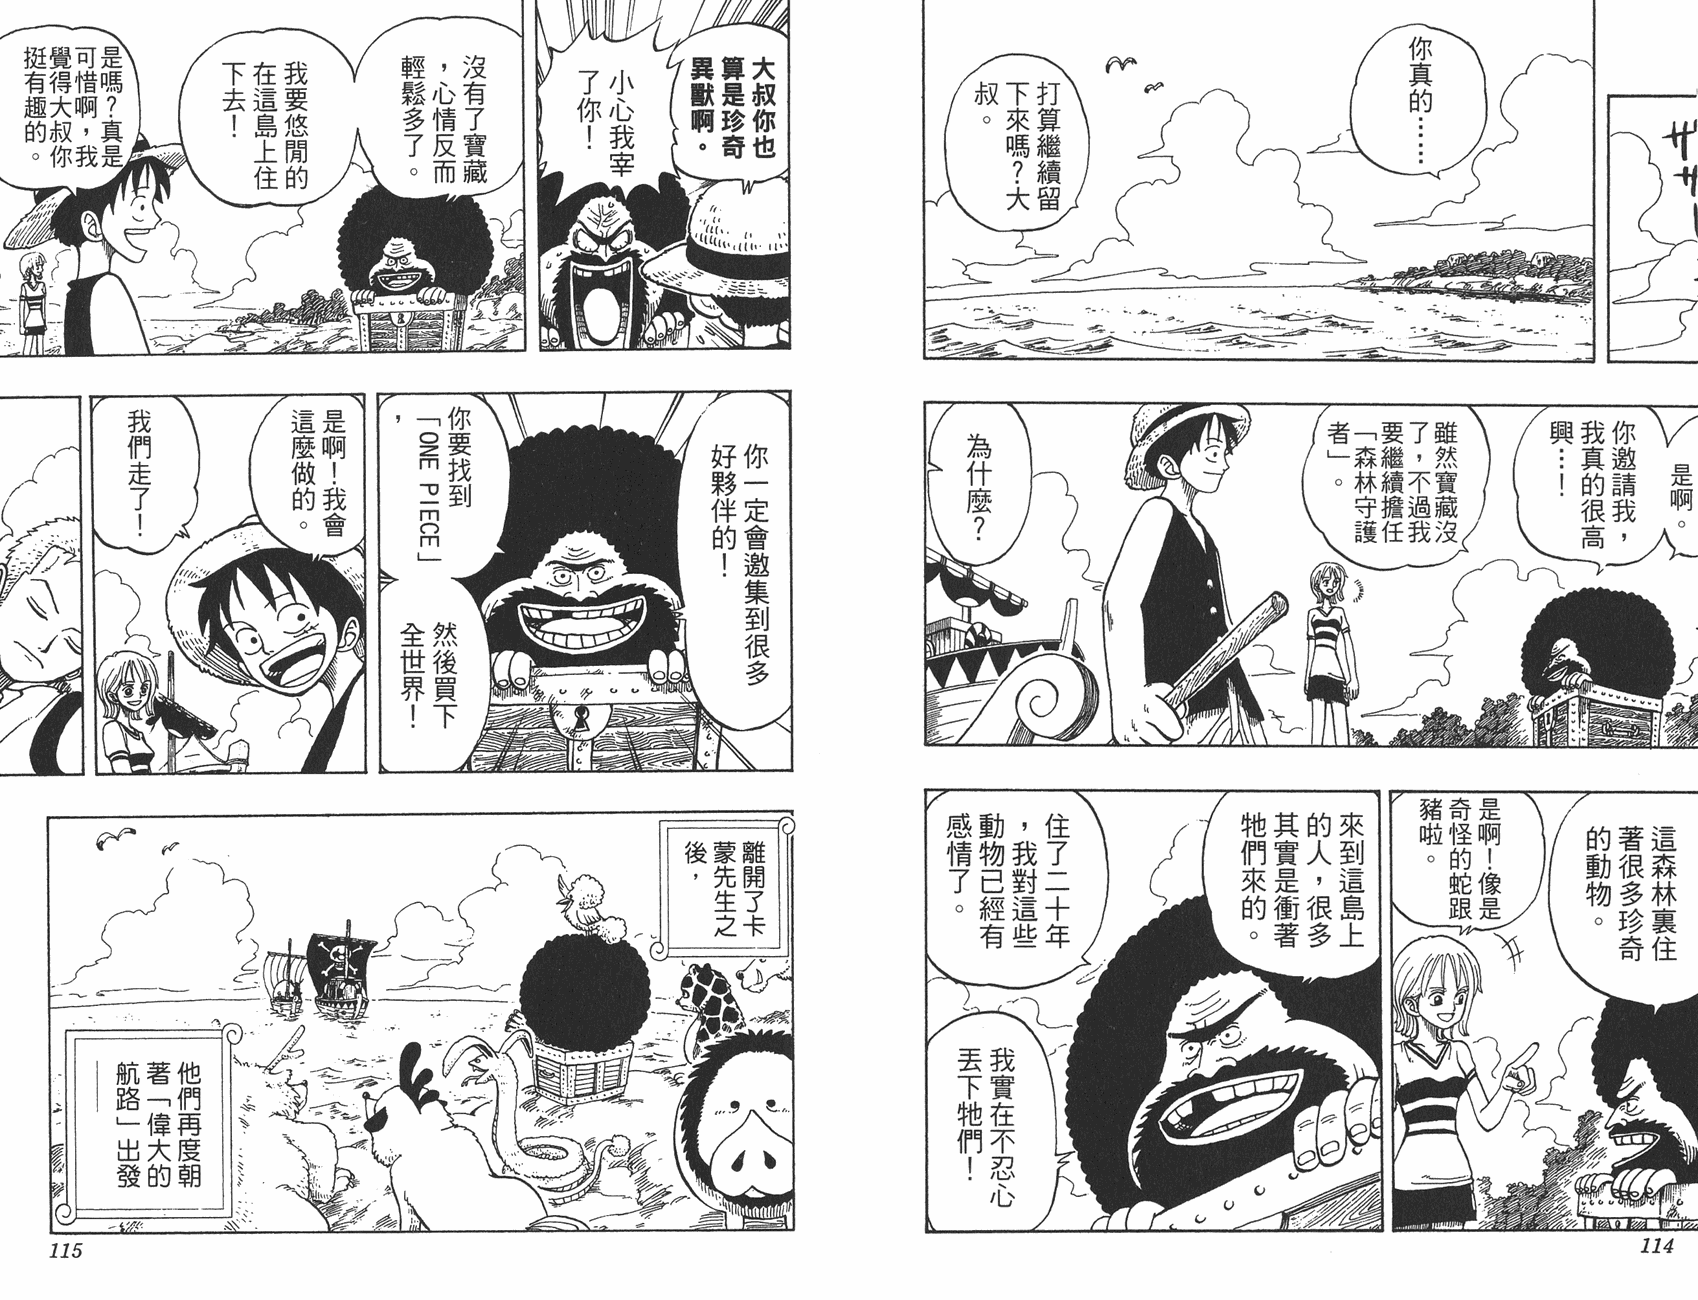 ザザ
你真的……
打算繼續留
下來嗎？大
叔。
是啊。
你邀請我，
我真的很高
興…！
雖然寶藏沒
了，不過我
要繼續擔任
「森林守護
者」。
為什麼？
這森林裏住
著很多珍奇
的動物。
是啊！像是
奇怪的蛇跟
豬啦。
來到這島上
的人，很多
其實是衝著
牠們來的。
住了二十年
，我對這些
動物已經有
感情了。
我實在不忍心
丟下牠們！
114
大叔你也
算是珍奇
異獸啊。
小心我宰
了你！
沒有了寶藏
，心情反而
輕鬆多了。
我要悠閒的
在這島上住
下去！
是嗎？真是
可惜啊，我
覺得大叔你
挺有趣的。
你一定會邀集到很多
好夥伴的！
你要找到
「ONE PIECE」
，
然後買下
全世界！
是啊！我會
這麼做的。
我們走了！
離開了卡
蒙先生之
後，
他們再度朝
著「偉大的
航路」出發
——
115